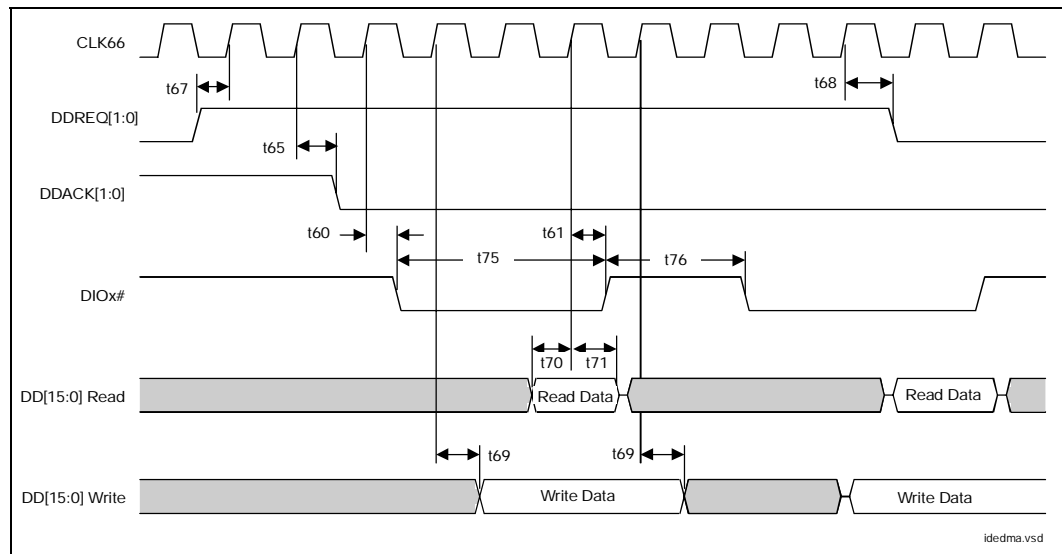 CLK66
t67
t68
DDREQ[1:0]
t65
DDACK[1:0]
t60
t61
t75
t76
DIOx#
t70
t71
DD[15:0] Read
Read Data
Read Data
t69
t69
DD[15:0] Write
Write Data
Write Data
idedma.vsd